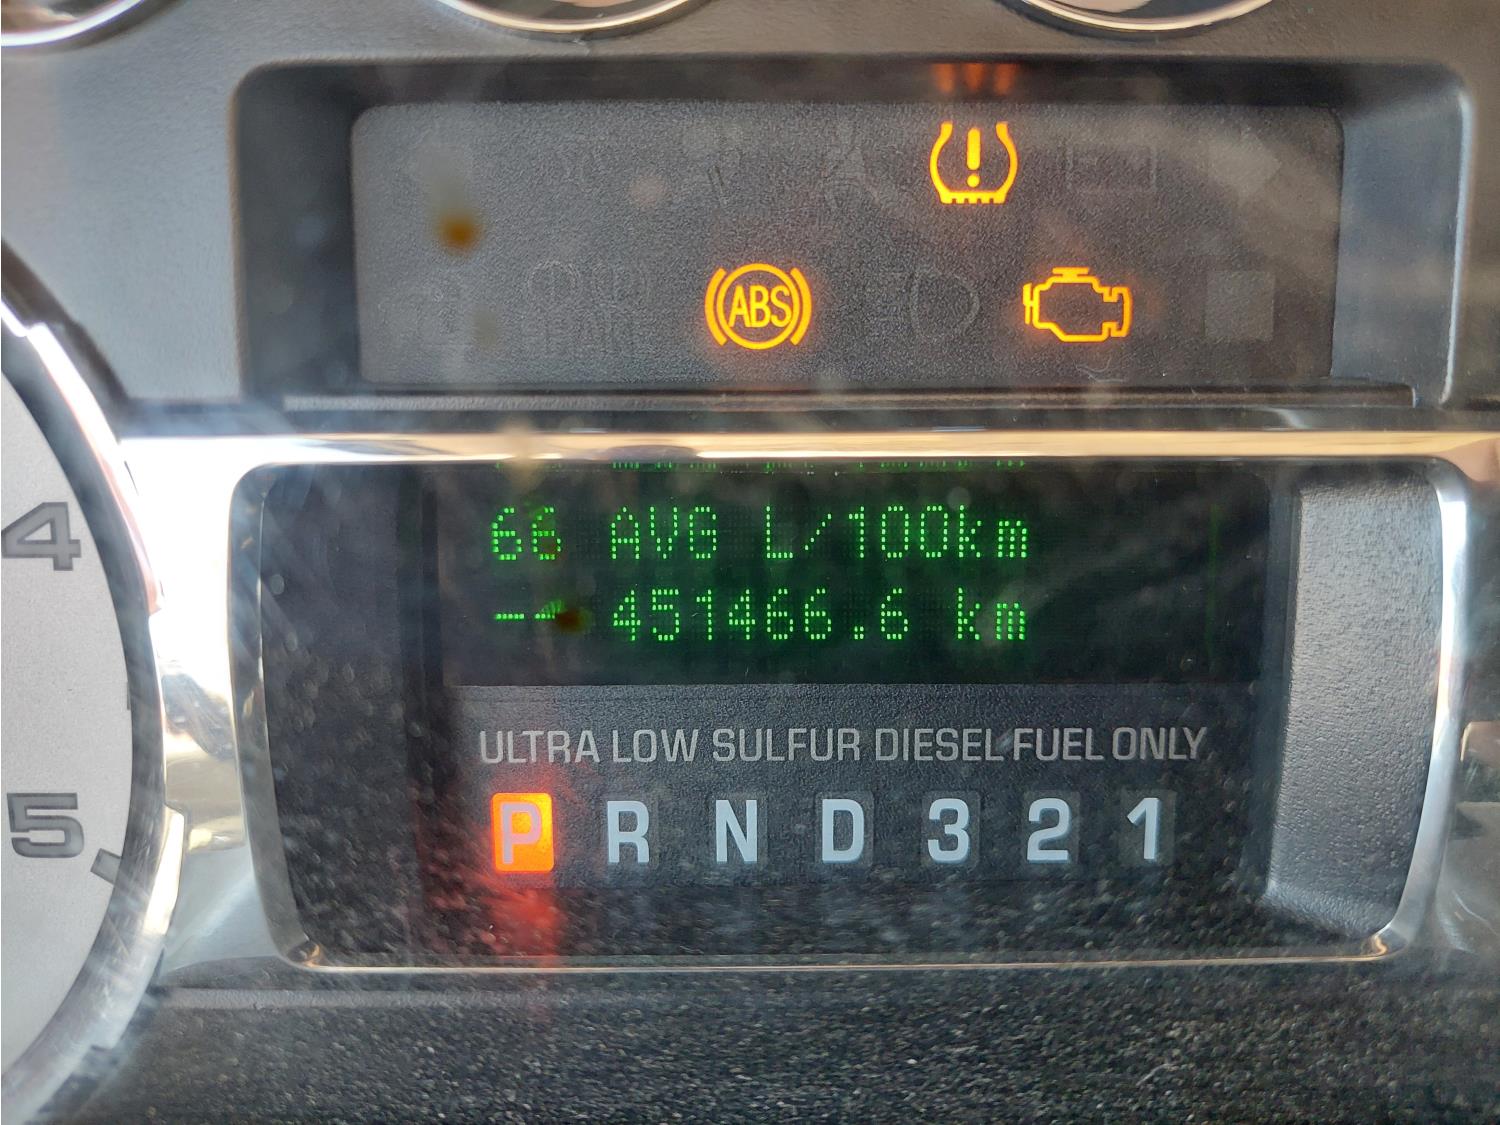 ABS
66 AVG L/100km
451466.6 km
ULTRA LOW SULFUR DIESEL FUEL ONLY
P R N D 3 2 1
4
5